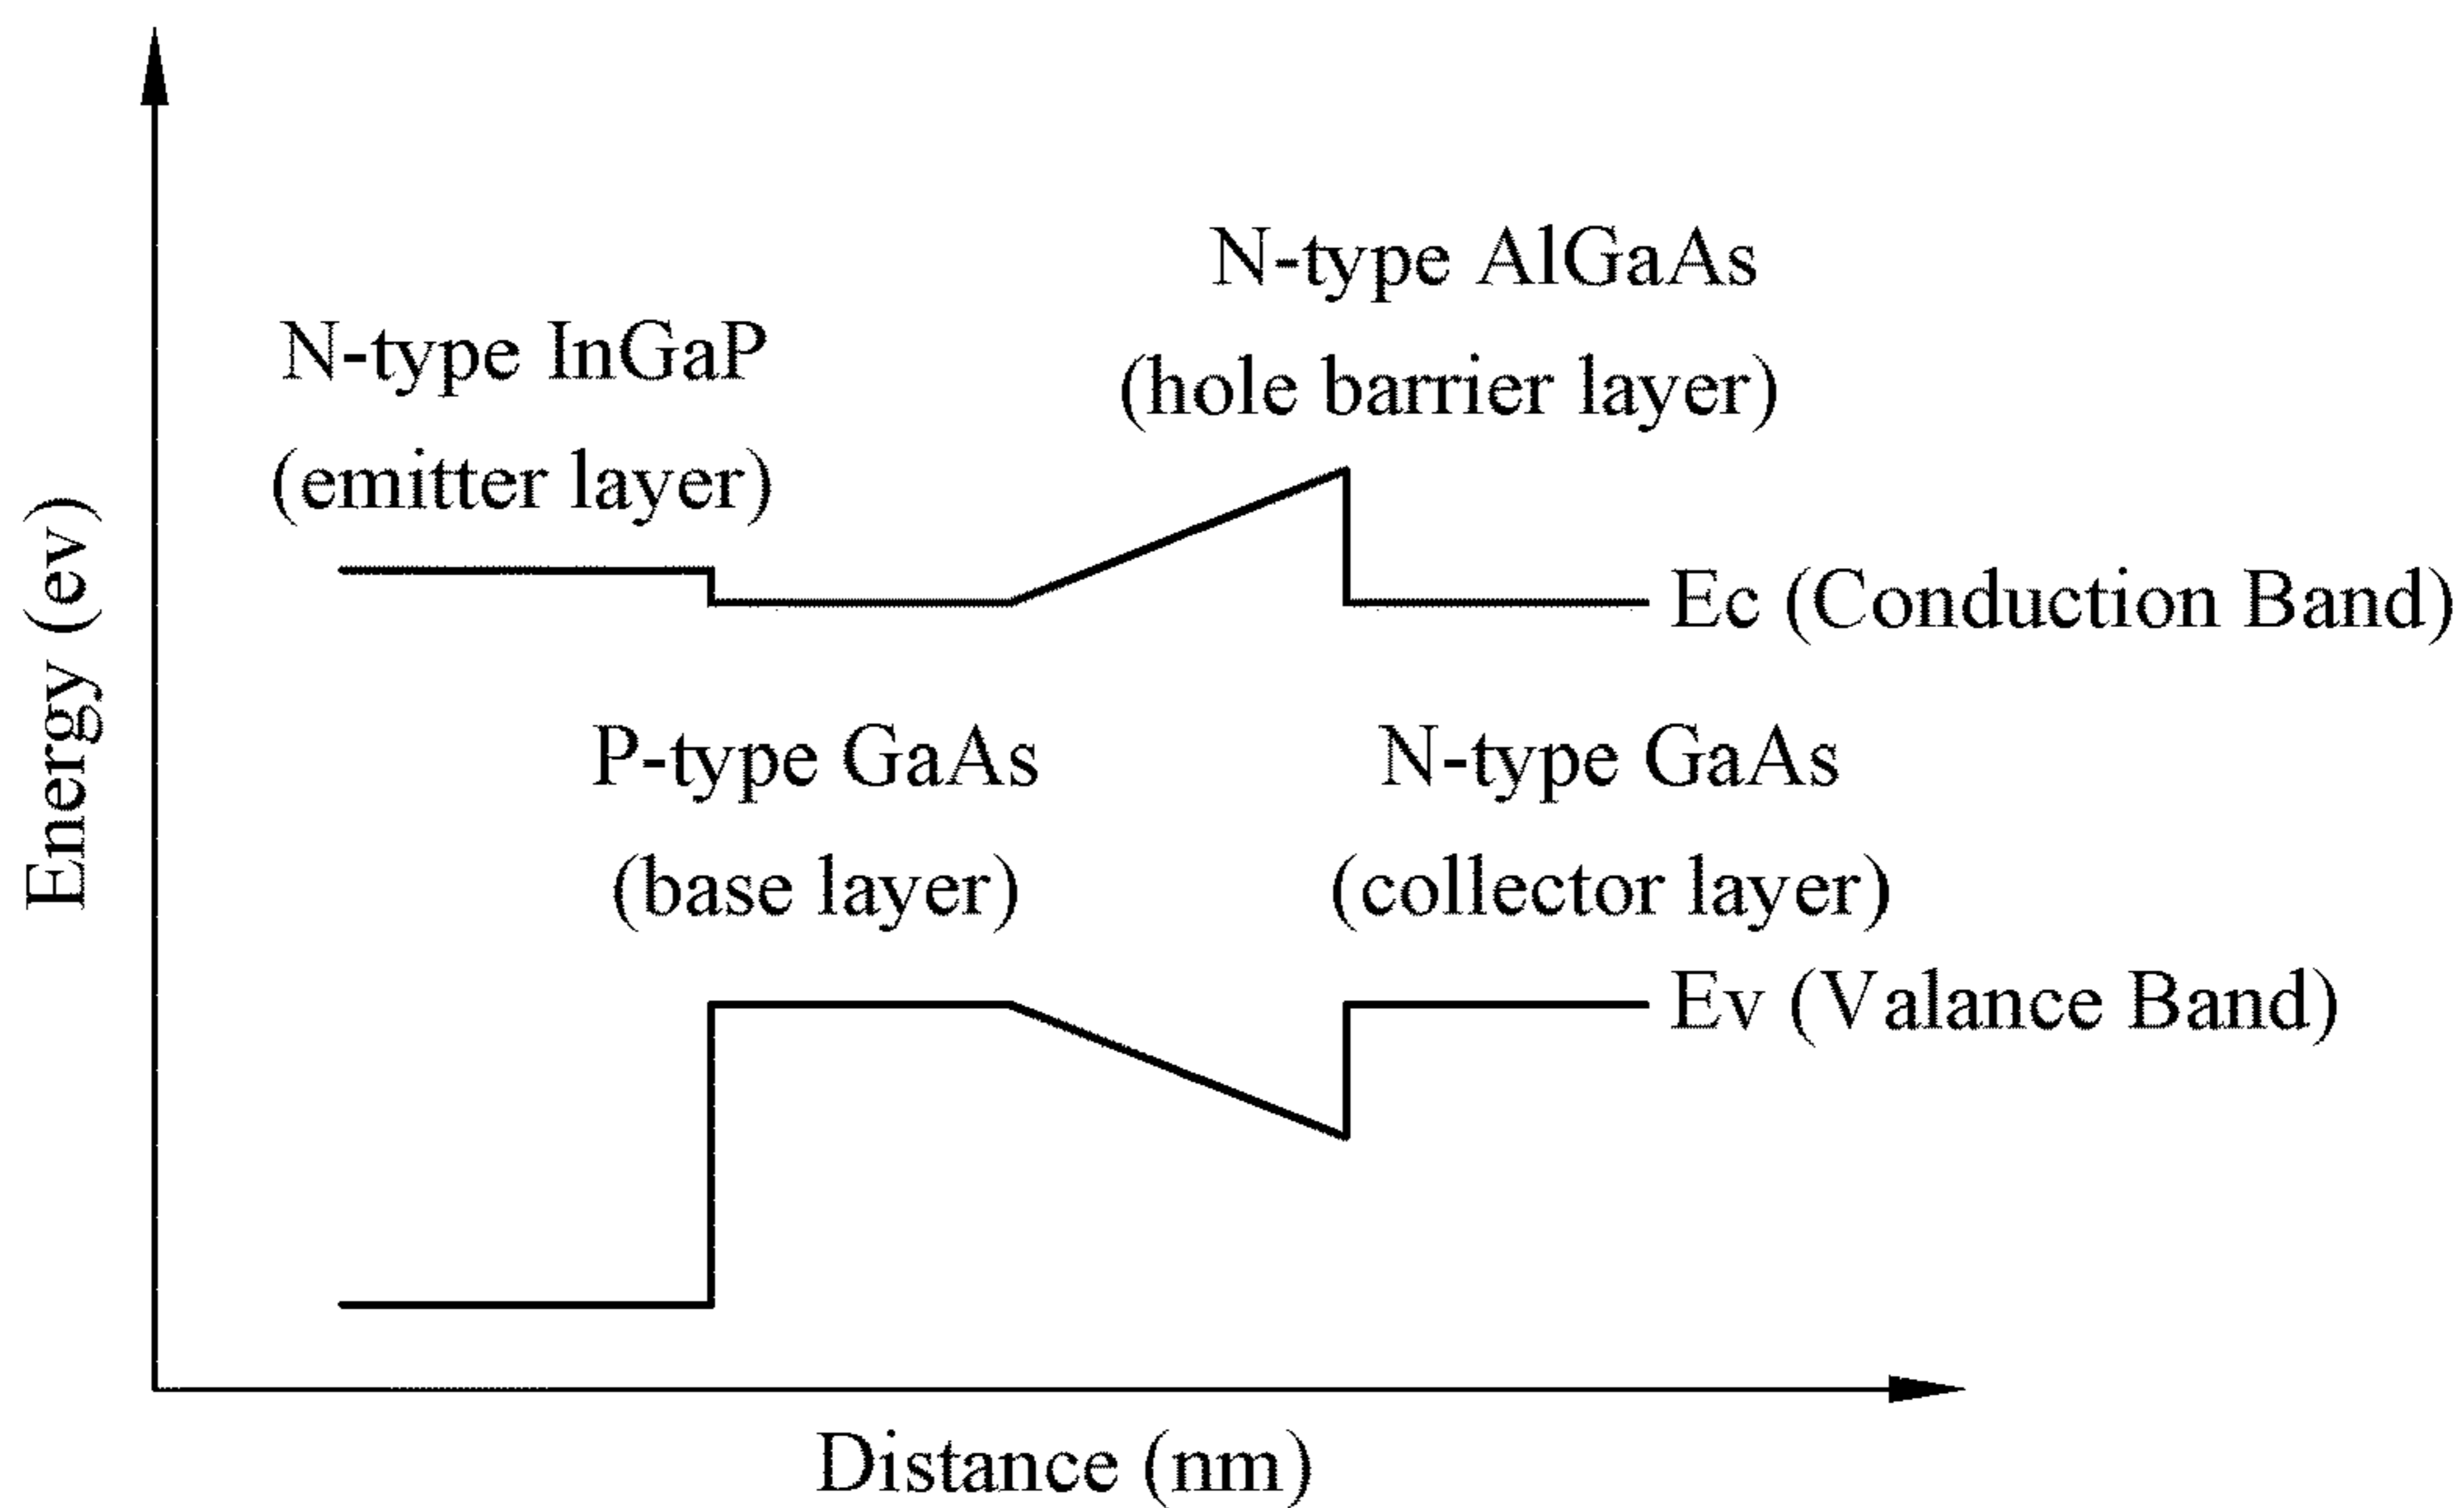 N-type AlGaAs
(hole barrier layer)
N-type InGaP
(emitter layer)
Ec (Conduction Band)
Energy (ev)
P-type GaAs
(base layer)
N-type GaAs
(collector layer)
Ev (Valance Band)
Distance (nm)